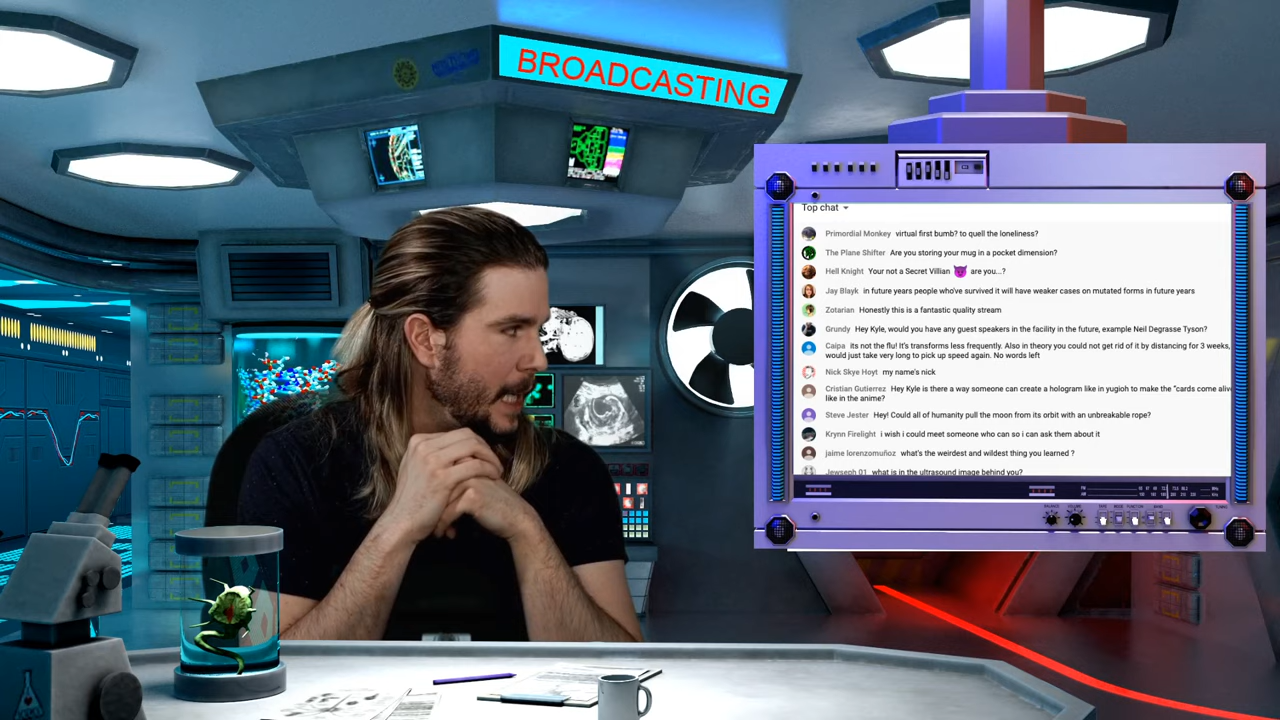 BROADCASTING
Top chat
Primordial Monkey virtual first bumb? to quell the loneliness?
The Plane Shifter Are you storing your mug in a pocket dimension?
Hell Knight Your not a Secret Villian 😈 are you...?
Jay Blayk in future years people who've survived it will have weaker cases on mutated forms in future years
Zotarian Honestly this is a fantastic quality stream
Grundy Hey Kyle, would you have any guest speakers in the facility in the future, example Neil Degrasse Tyson?
Caipa its not the flu! It's transforms less frequently. Also in theory you could not get rid of it by distancing for 3 weeks,
would just take very long to pick up speed again. No words left
Nick Skye Hoyt my name's nick
Cristian Gutierrez Hey Kyle is there a way someone can create a hologram like in yugioh to make the "cards come aliv
like in the anime?
Steve Jester Hey! Could all of humanity pull the moon from its orbit with an unbreakable rope?
Krynn Firelight i wish i could meet someone who can so i can ask them about it
jaime lorenzomuñoz what's the weirdest and wildest thing you learned ?
Jewseph 01 what is in the ultrasound image behind you?
BALANCE VOLUME TAPE MODE FUNCTION BAND TUNING